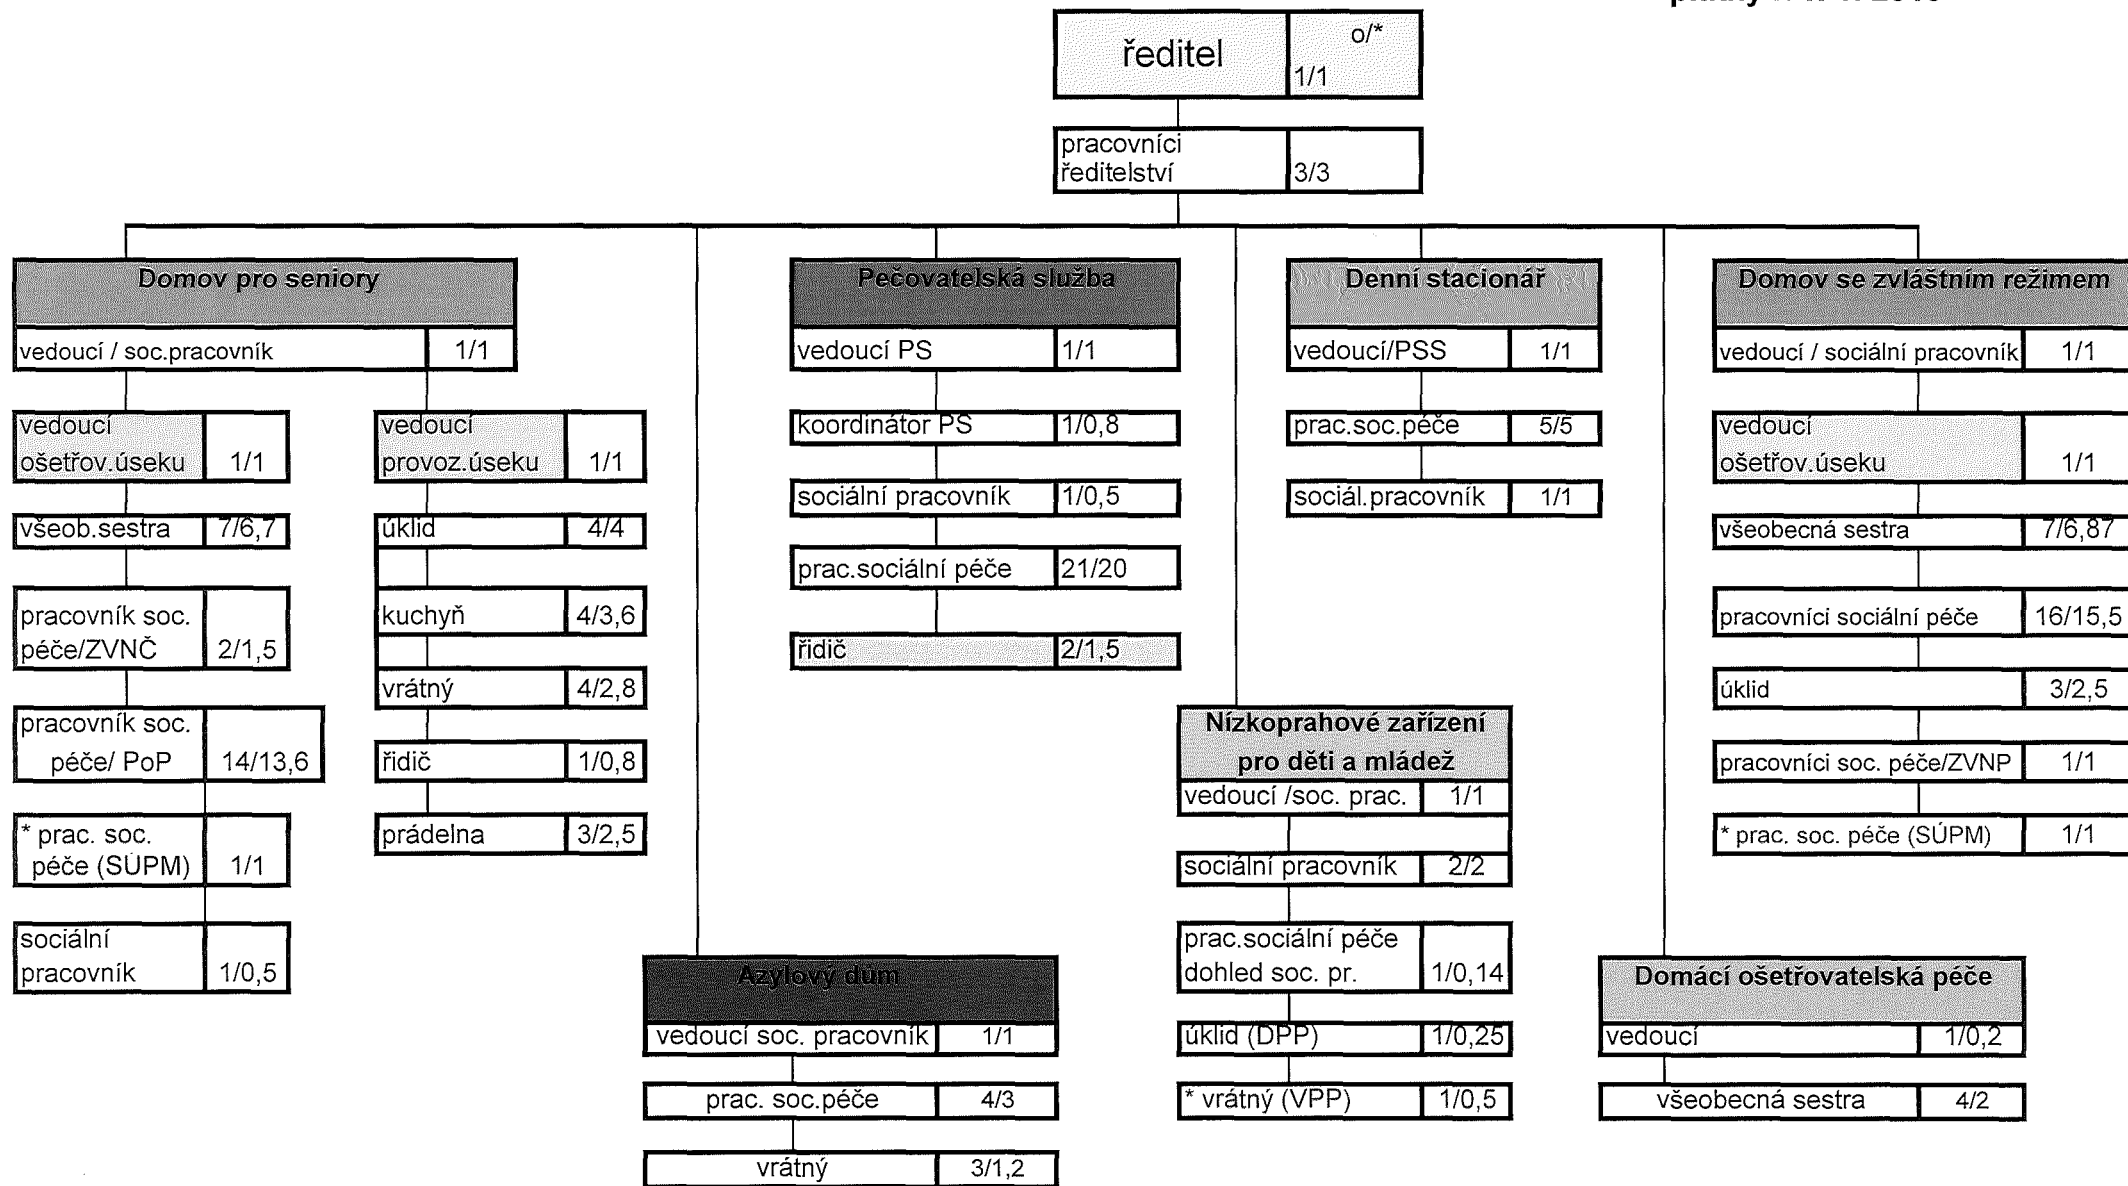 ředitel
o/*
1/1
pracovníci
ředitelství 3/3
Domov pro seniory
vedoucí / soc.pracovník 1/1
vedoucí
ošetřov.úseku 1/1
všeob.sestra 7/6,7
pracovník soc.
péče/ZVNČ 2/1,5
pracovník soc.
péče/ PoP 14/13,6
* prac. soc.
péče (SÚPM) 1/1
sociální
pracovník 1/0,5
vedoucí
provoz.úseku 1/1
úklid 4/4
kuchyň 4/3,6
vrátný 4/2,8
řidič 1/0,8
prádelna 3/2,5
Azylový dům
vedoucí soc. pracovník 1/1
prac. soc.péče 4/3
vrátný 3/1,2
Pečovatelská služba
vedoucí PS 1/1
koordinátor PS 1/0,8
sociální pracovník 1/0,5
prac.sociální péče 21/20
řidič 2/1,5
Nízkoprahové zařízení
pro děti a mládež
vedoucí /soc. prac. 1/1
sociální pracovník 2/2
prac.sociální péče
dohled soc. pr. 1/0,14
úklid (DPP) 1/0,25
* vrátný (VPP) 1/0,5
Denní stacionář
vedoucí/PSS 1/1
prac.soc.péče 5/5
sociál.pracovník 1/1
Domácí ošetřovatelská péče
vedoucí 1/0,2
všeobecná sestra 4/2
Domov se zvláštním režimem
vedoucí / sociální pracovník 1/1
vedoucí
ošetřov.úseku 1/1
všeobecná sestra 7/6,87
pracovníci sociální péče 16/15,5
úklid 3/2,5
pracovníci soc. péče/ZVNP 1/1
* prac. soc. péče (SÚPM) 1/1